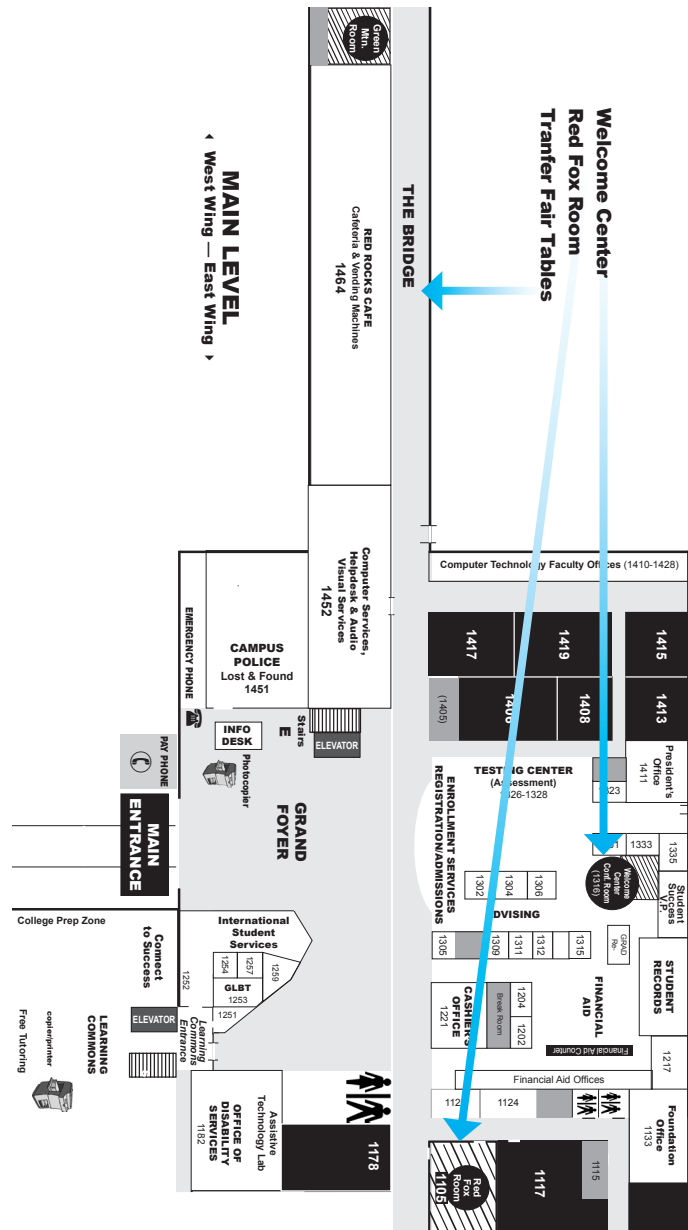 Green
Mtn.
Room
Welcome Center
Red Fox Room
Tranfer Fair Tables
THE BRIDGE
RED ROCKS CAFE
Cafeteria & Vending Machines
1464
MAIN LEVEL
West Wing — East Wing
Computer Services,
Helpdesk & Audio
Visual Services
1452
Computer Technology Faculty Offices (1410-1428)
1417
1419
1415
(1405)
1406
1408
1413
CAMPUS
POLICE
Lost & Found
1451
EMERGENCY PHONE
INFO
DESK
Stairs
E
ELEVATOR
Photocopier
PAY PHONE
MAIN
ENTRANCE
GRAND
FOYER
President's
Office
1411
TESTING CENTER
(Assessment)
1326-1328
ENROLLMENT SERVICES
REGISTRATION/ADMISSIONS
1333
1335
Welcome
Center
Conf. Room
(1316)
Student
Success
V.P.
1302
1304
1306
DVISING
1305
1309
1311
1312
1315
GRAD
Re-
STUDENT
RECORDS
FINANCIAL
AID
CASHIER'S
OFFICE
1221
Break Room
1204
1202
Financial Aid Counter
1217
Financial Aid Offices
1124
Foundation
Office
1133
College Prep Zone
Connect
to Success
1252
International
Student
Services
1254
1257
1259
GLBT
1253
1251
ELEVATOR
Learning
Commons
Entrance
LEARNING
COMMONS
copier/printer
Free Tutoring
OFFICE OF
DISABILITY
SERVICES
1182
Assistive
Technology Lab
1178
Red
Fox
Room
1105
1117
1115